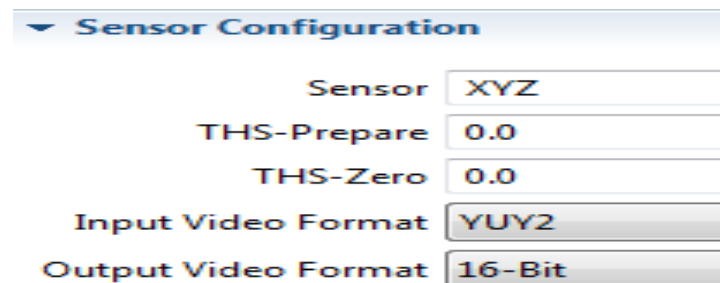 Sensor Configuration
Sensor XYZ
THS-Prepare 0.0
THS-Zero 0.0
Input Video Format YUY2
Output Video Format 16-Bit